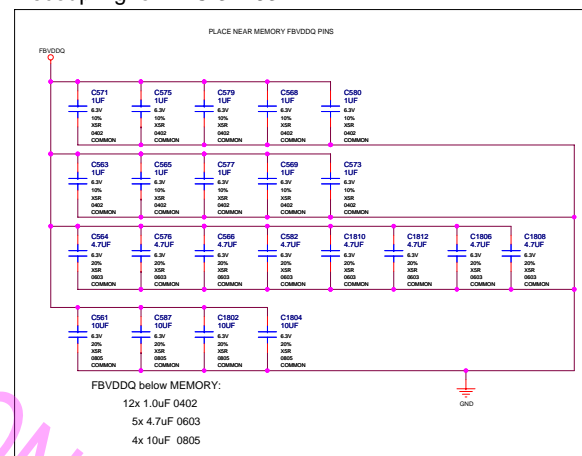 PLACE NEAR MEMORY FBVDDQ PINS
FBVDDQ
C571 C575 C579 C568 C580
1UF 1UF 1UF 1UF 1UF
6.3V 6.3V 6.3V 6.3V 6.3V
10% 10% 10% 10% 10%
X5R X5R X5R X5R X5R
0402 0402 0402 0402 0402
COMMON COMMON COMMON COMMON COMMON
C563 C565 C577 C569 C573
1UF 1UF 1UF 1UF 1UF
6.3V 6.3V 6.3V 6.3V 6.3V
10% 10% 10% 10% 10%
X5R X5R X5R X5R X5R
0402 0402 0402 0402 0402
COMMON COMMON COMMON COMMON COMMON
C564 C576 C566 C582 C1810 C1812 C1806 C1808
4.7UF 4.7UF 4.7UF 4.7UF 4.7UF 4.7UF 4.7UF 4.7UF
6.3V 6.3V 6.3V 6.3V 6.3V 6.3V 6.3V 6.3V
20% 20% 20% 20% 20% 20% 20% 20%
X5R X5R X5R X5R X5R X5R X5R X5R
0603 0603 0603 0603 0603 0603 0603 0603
COMMON COMMON COMMON COMMON COMMON COMMON COMMON COMMON
C561 C587 C1802 C1804
10UF 10UF 10UF 10UF
6.3V 6.3V 6.3V 6.3V
20% 20% 20% 20%
X5R X5R X5R X5R
0805 0805 0805 0805
COMMON COMMON COMMON COMMON
GND
FBVDDQ below MEMORY:
12x 1.0uF 0402
5x 4.7uF 0603
4x 10uF 0805